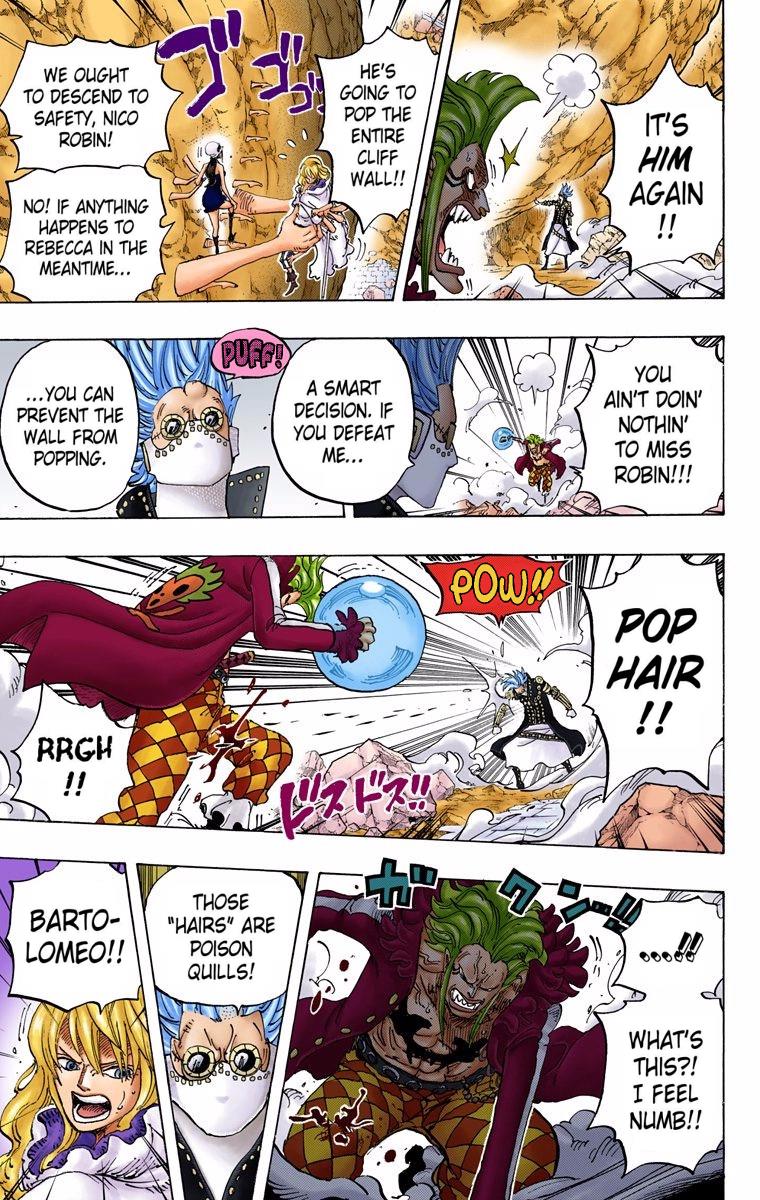 IT'S
HIM
AGAIN
!!
HE'S
GOING TO
POP THE
ENTIRE
CLIFF
WALL!!
ゴゴゴ
WE OUGHT
TO DESCEND TO
SAFETY, NICO
ROBIN!
NO! IF ANYTHING
HAPPENS TO
REBECCA IN THE
MEANTIME...
YOU
AIN'T DOIN'
NOTHIN'
TO MISS
ROBIN!!!
A SMART
DECISION. IF
YOU DEFEAT
ME...
PUFF!
...YOU CAN
PREVENT THE
WALL FROM
POPPING.
POP
HAIR
!!
POW!!
ドスドス!!
RRGH
!!
ガクン!!
...!!
WHAT'S
THIS?!
I FEEL
NUMB!!
THOSE
"HAIRS" ARE
POISON
QUILLS!
BARTO-
LOMEO!!